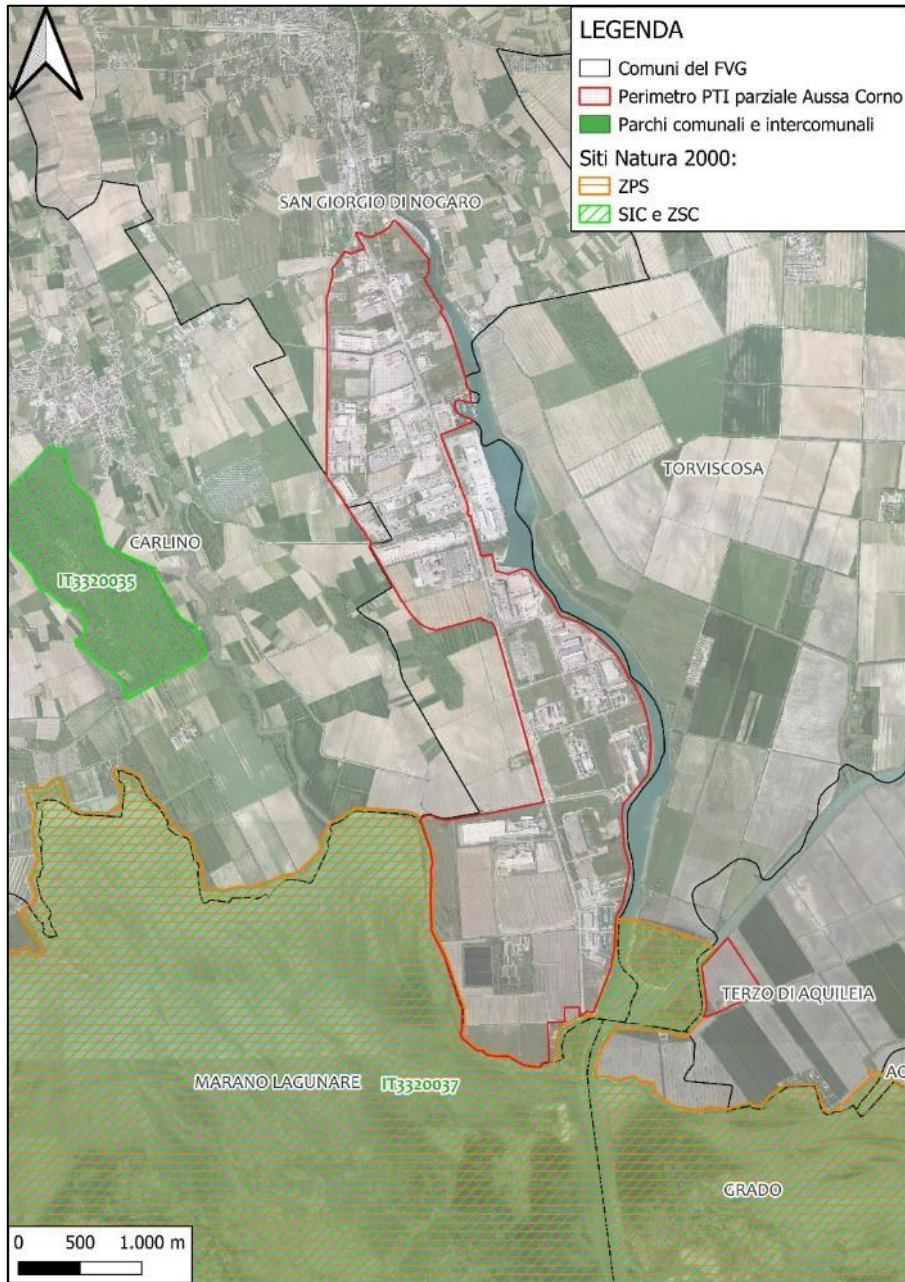 LEGENDA
Comuni del FVG
Perimetro PTI parziale Aussa Corno
Parchi comunali e intercomunali
Siti Natura 2000:
ZPS
SIC e ZSC
SAN GIORGIO DI NOGARO
TORVISCOSA
CARLINO
IT3320035
TERZO DI AQUILEIA
AQ
MARANO LAGUNARE
IT3320037
GRADO
0 500 1.000 m